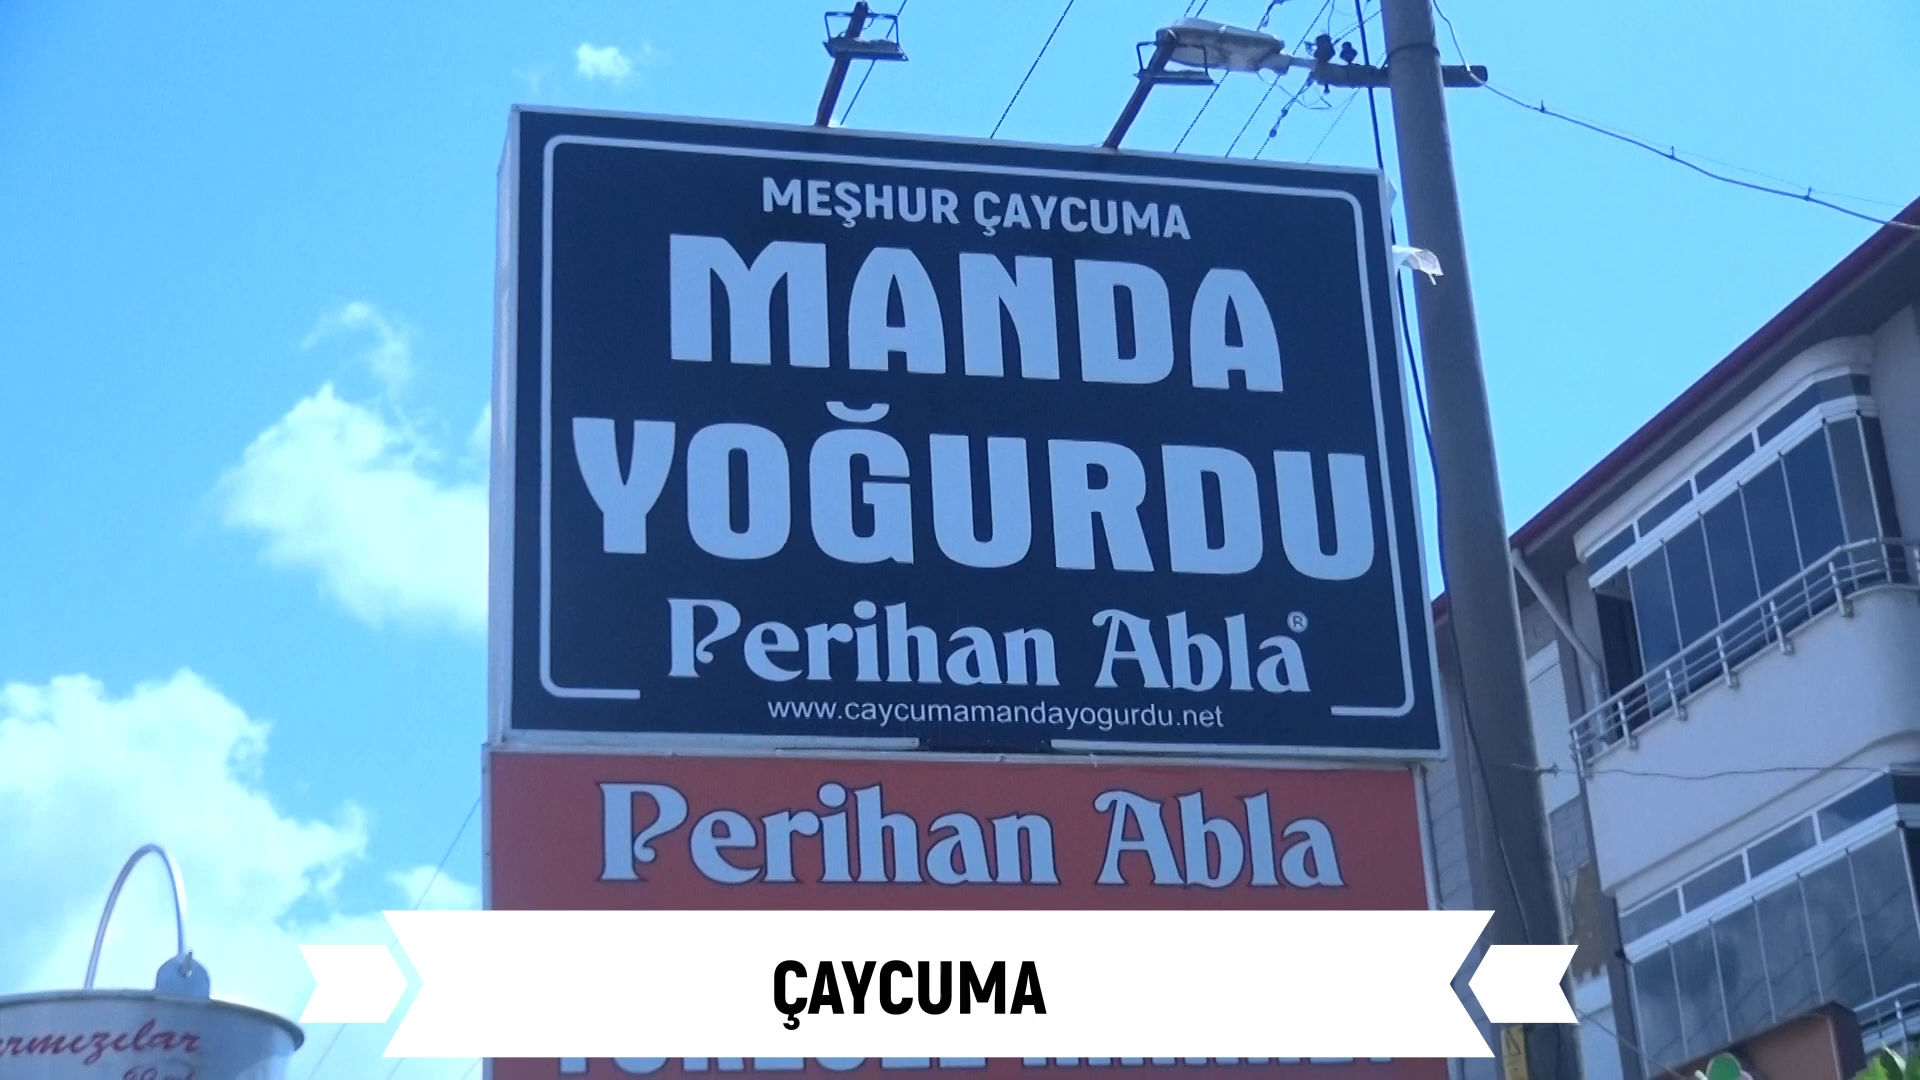 MEŞHUR ÇAYCUMA
MANDA
YOĞURDU
Perihan Abla®
www.caycumamandayogurdu.net
Perihan Abla
ÇAYCUMA